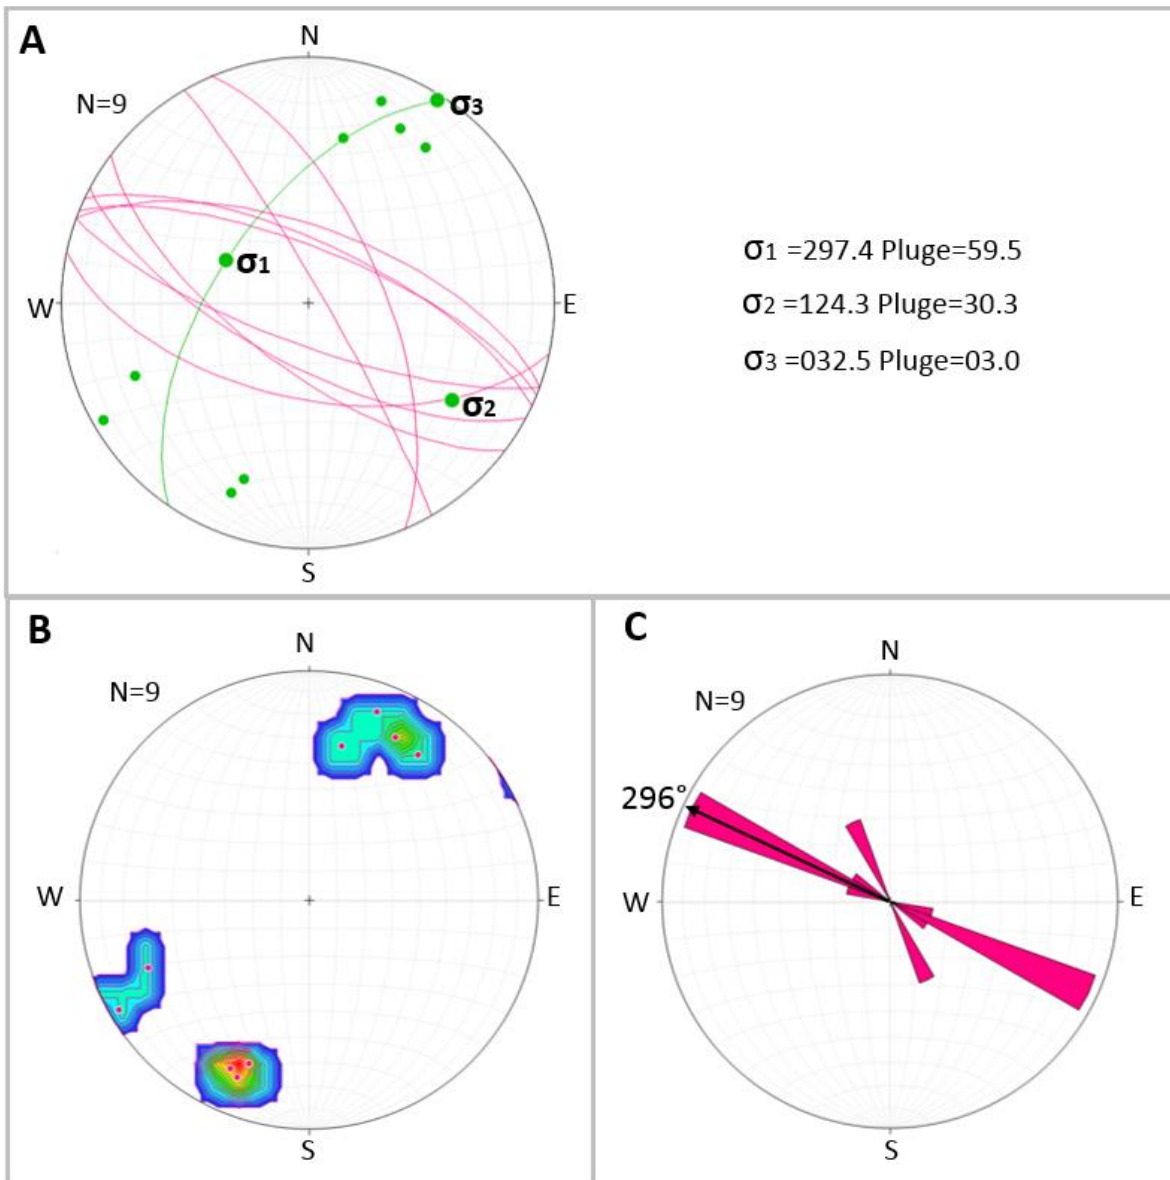 A
N
N=9
σ3
σ1
W
E
σ2
S
σ1 =297.4 Pluge=59.5
σ2 =124.3 Pluge=30.3
σ3 =032.5 Pluge=03.0
B
N
N=9
W
E
S
C
N
N=9
296°
W
E
S